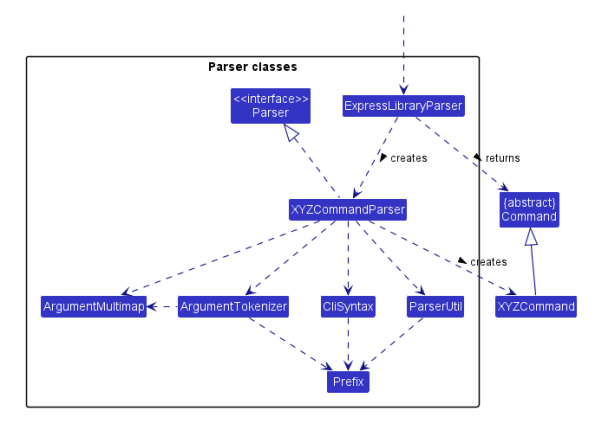 Parser classes
<<interface>>
Parser
ExpressLibraryParser
creates
returns
{abstract}
Command
XYZCommandParser
creates
ArgumentMultimap
ArgumentTokenizer
CliSyntax
ParserUtil
XYZCommand
Prefix